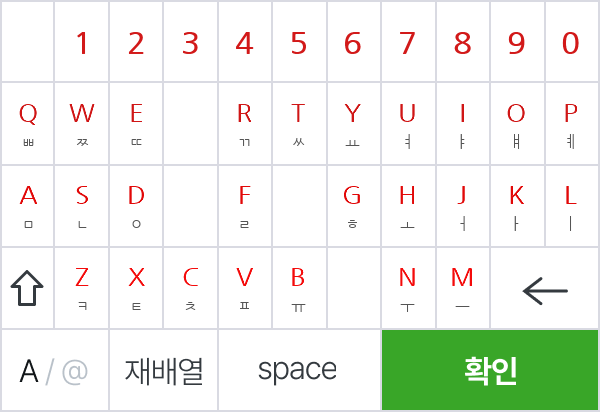 1 2 3 4 5 6 7 8 9 0
Q W E R T Y U I O P
ㅃ ㅉ ㄸ ㄲ ㅆ ㅛ ㅕ ㅑ ㅒ ㅖ
A S D F G H J K L
ㅁ ㄴ ㅇ ㄹ ㅎ ㅗ ㅓ ㅏ ㅣ
Z X C V B N M
ㅋ ㅌ ㅊ ㅍ ㅠ ㅜ ㅡ
A / @ 재배열 space 확인